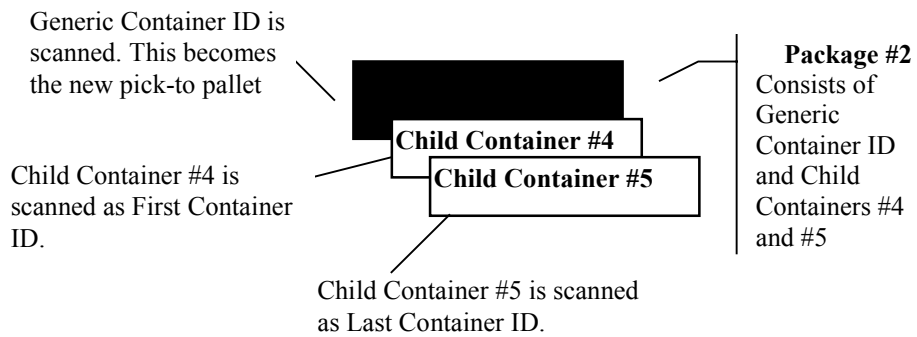 Generic Container ID is
scanned. This becomes
the new pick-to pallet
Package #2
Consists of
Generic
Container ID
and Child
Containers #4
and #5
Child Container #4
Child Container #5
Child Container #4 is
scanned as First Container
ID.
Child Container #5 is scanned
as Last Container ID.